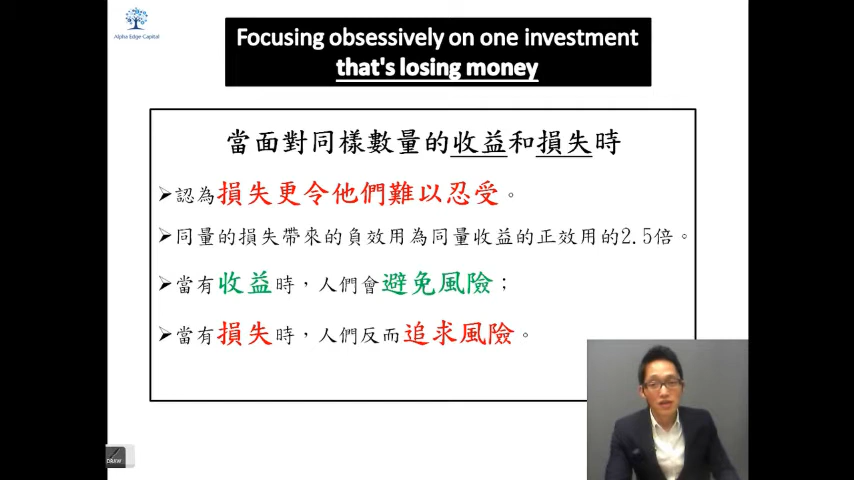 Alpha Edge Capital
Focusing obsessively on one investment
that's losing money
當面對同樣數量的收益和損失時
➢認為損失更令他們難以忍受。
➢同量的損失帶來的負效用為同量收益的正效用的2.5倍。
➢當有收益時，人們會避免風險；
➢當有損失時，人們反而追求風險。
DRAW